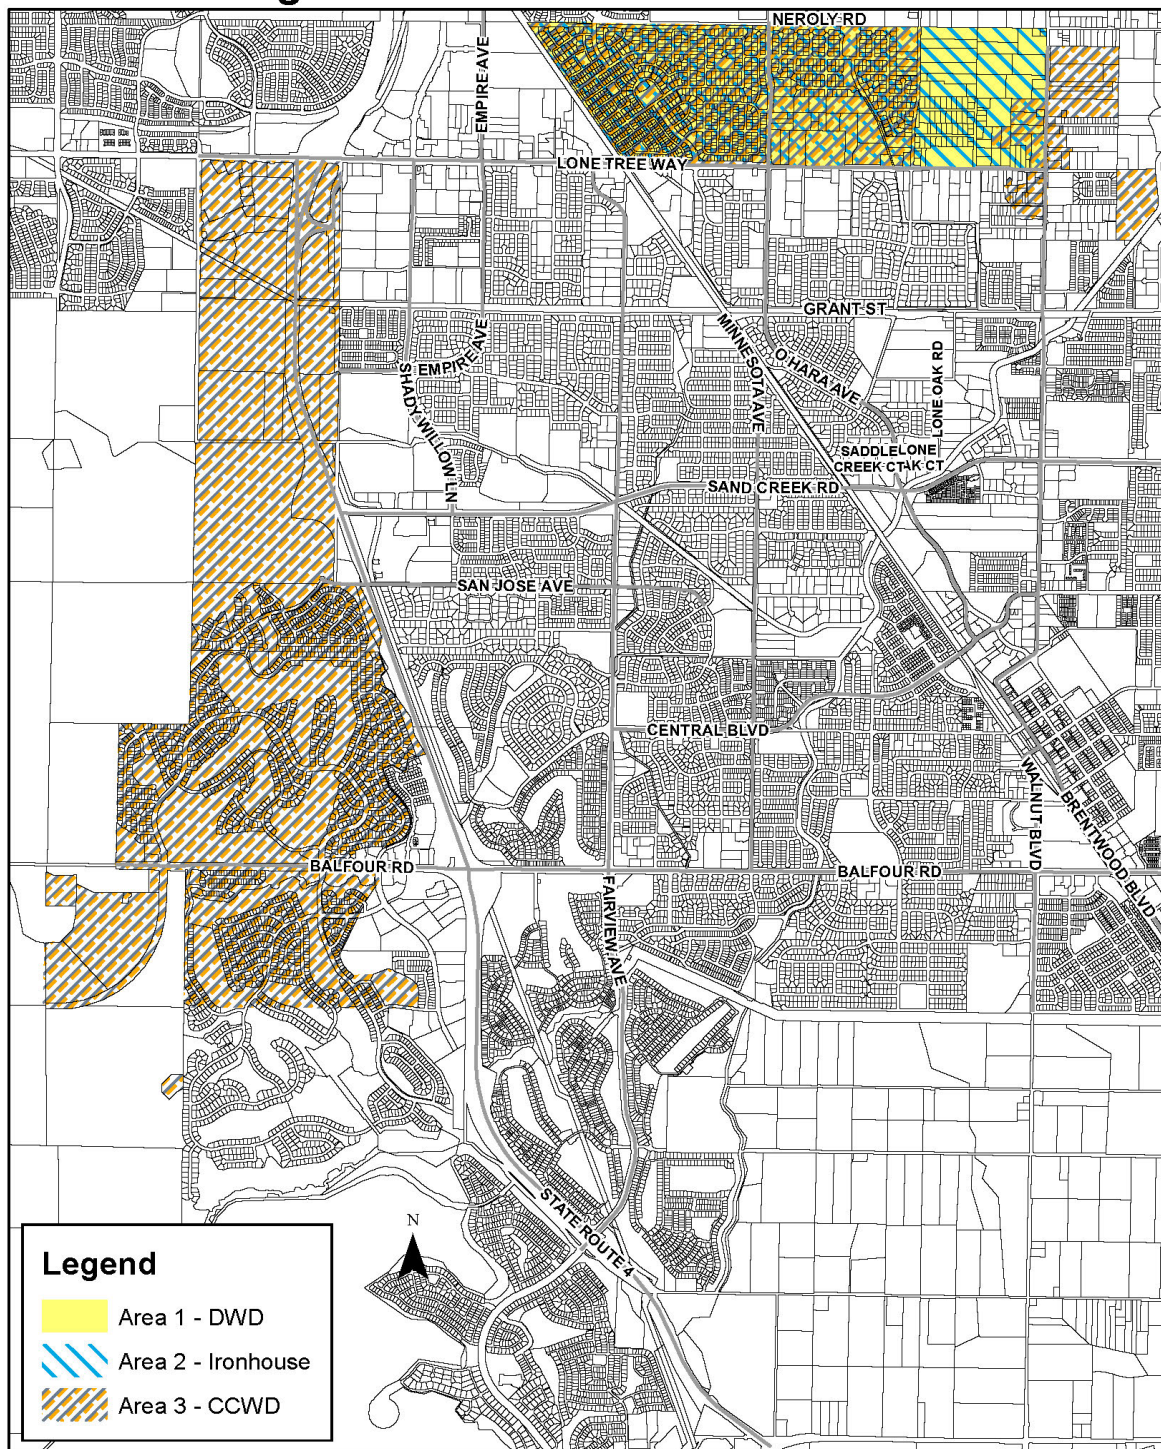 NEROLY RD
EMPIRE AVE
LONE TREE WAY
GRANT ST
MINNESOTA AVE
O'HARA AVE
LONE OAK RD
EMPIRE AVE
SHADY WILLOW LN
SADDLE
CREEK CT
LONE
K CT
SAND CREEK RD
SAN JOSE AVE
CENTRAL BLVD
WALNUT BLVD
BRENTWOOD BLVD
BALFOUR RD
BALFOUR RD
FAIRVIEW AVE
STATE ROUTE 4
N
Legend
Area 1 - DWD
Area 2 - Ironhouse
Area 3 - CCWD